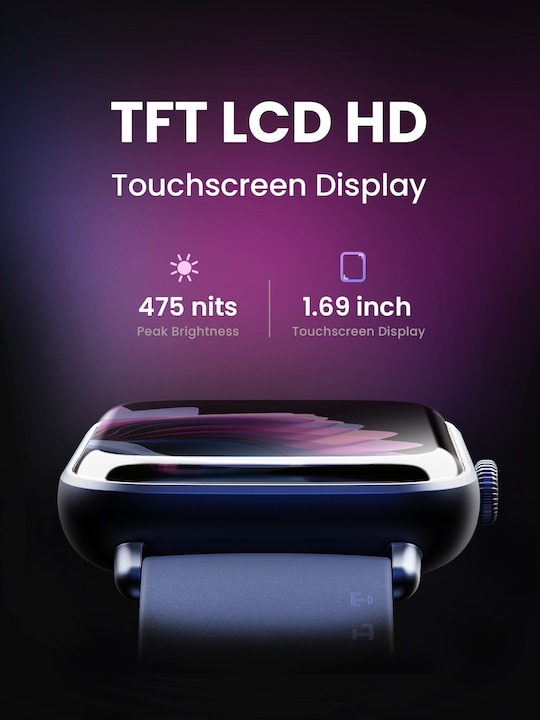 TFT LCD HD
Touchscreen Display
475 nits
Peak Brightness
1.69 inch
Touchscreen Display